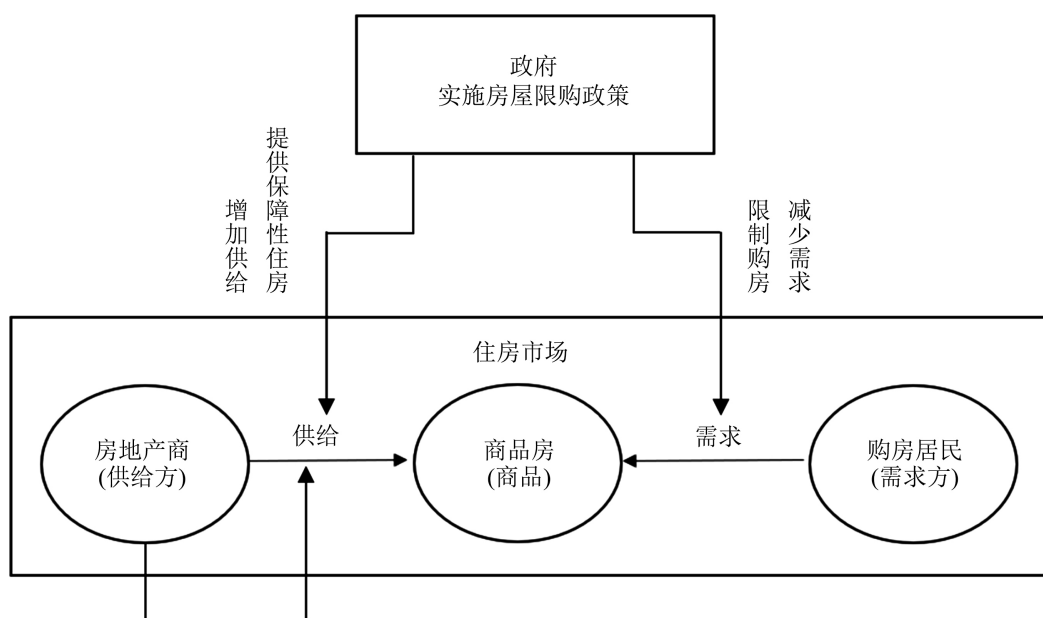 政府
实施房屋限购政策
提供保障性住房
增加供给
减少需求
限制购房
住房市场
房地产商
(供给方)
供给
商品房
(商品)
需求
购房居民
(需求方)